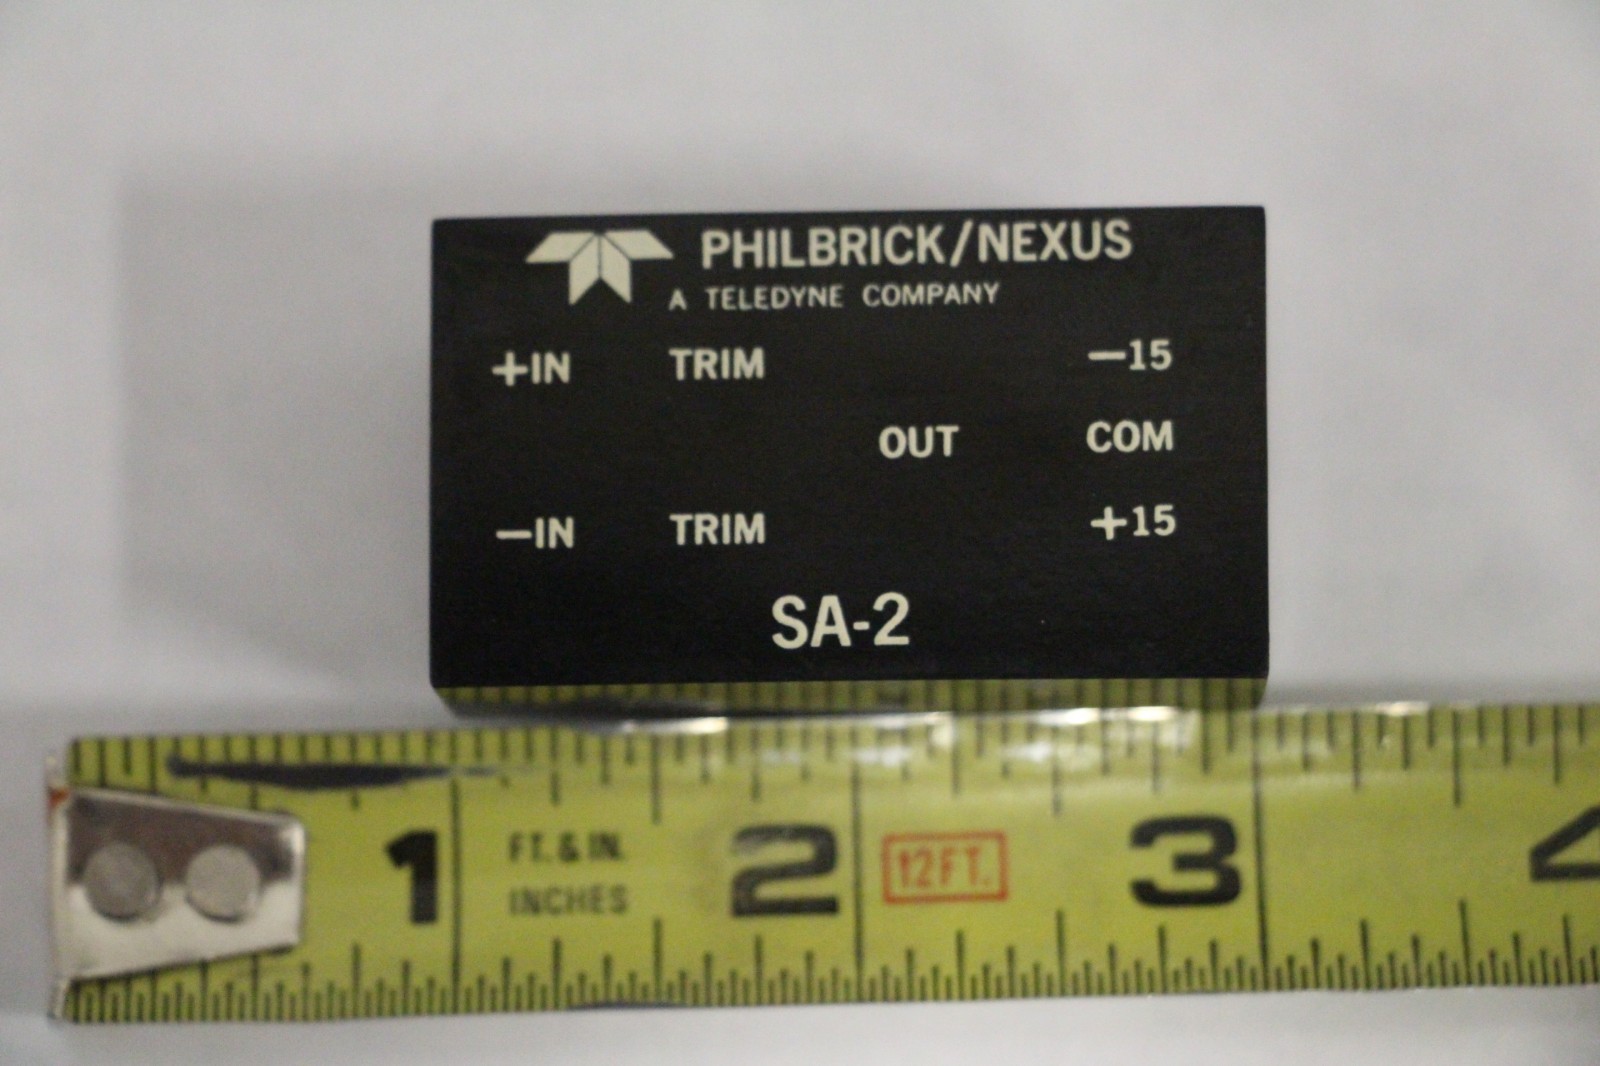 PHILBRICK/NEXUS
A TELEDYNE COMPANY
+IN TRIM −15
OUT COM
−IN TRIM +15
SA-2
1 FT. & IN. 2 12FT. 3 4
INCHES